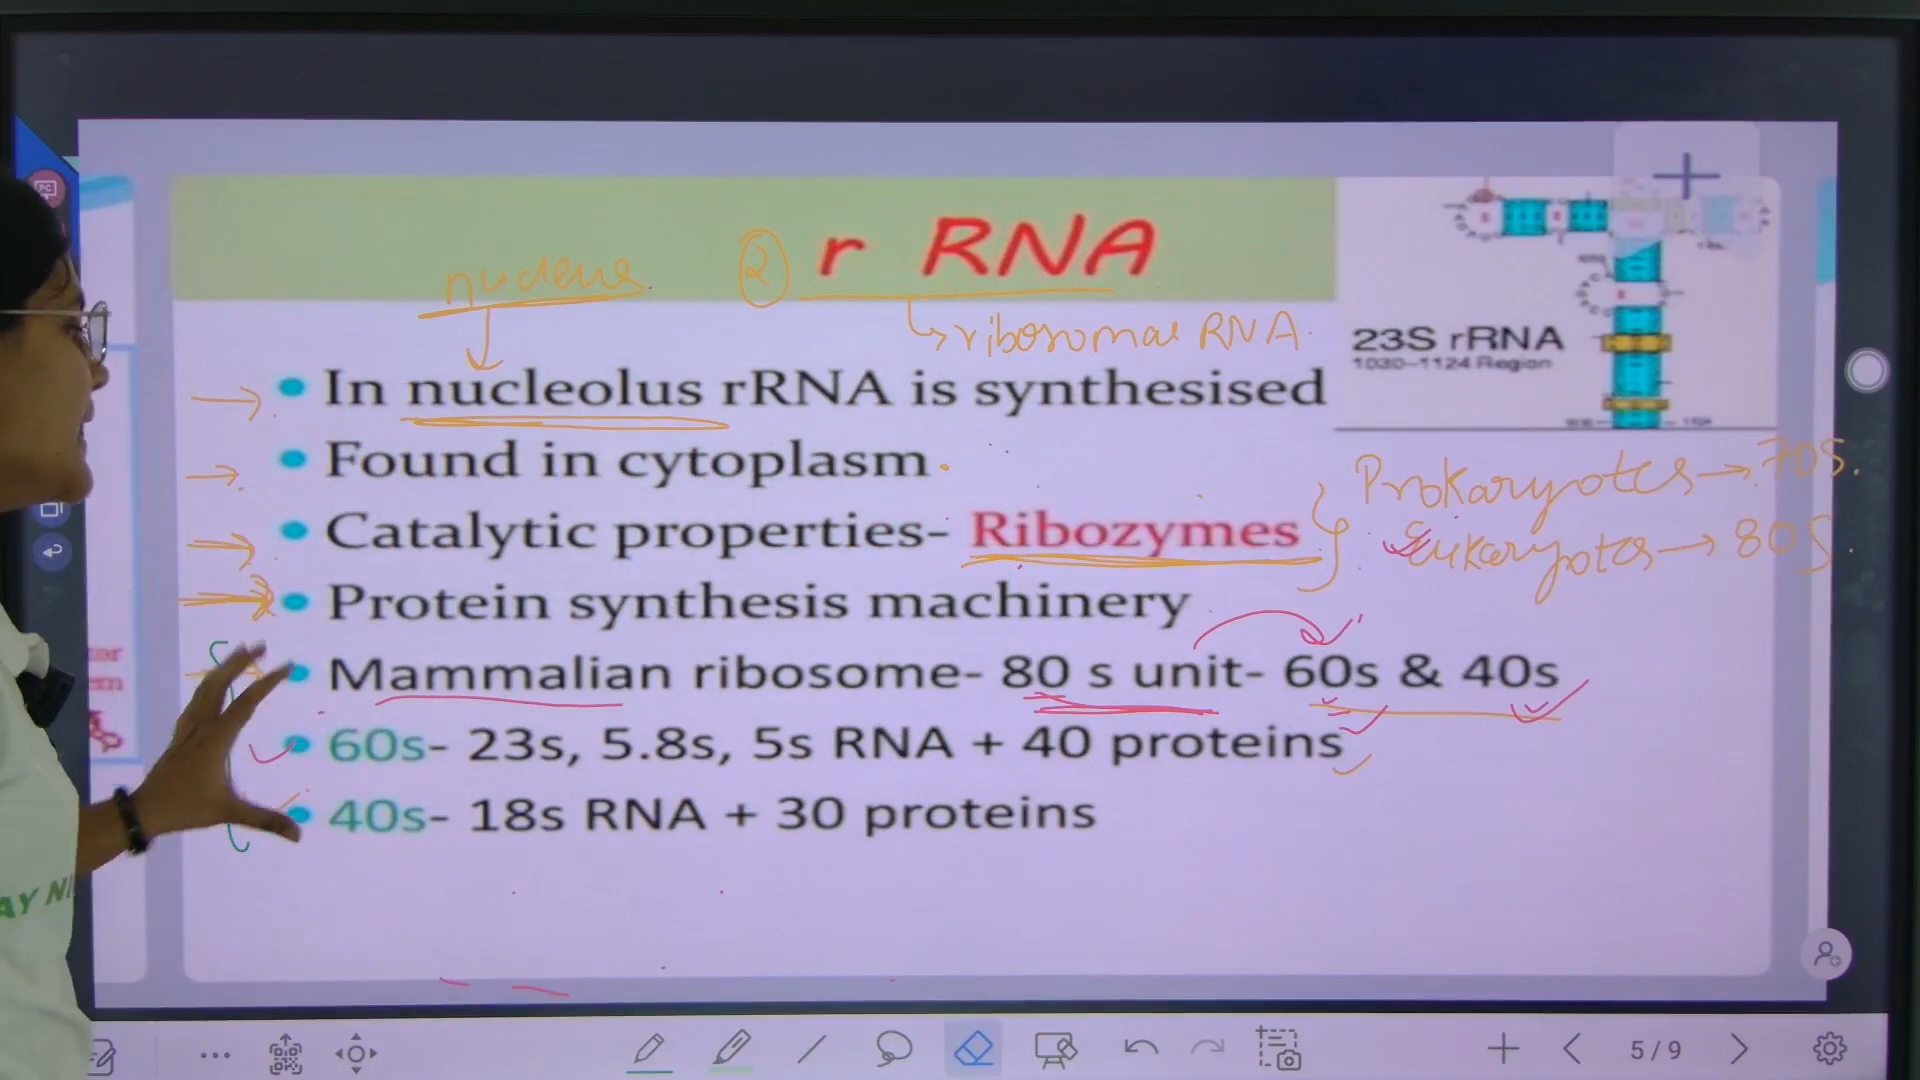 r RNA
nucleus
2
ribosomal RNA
23S rRNA
1030-1124 Region
• In nucleolus rRNA is synthesised
• Found in cytoplasm
• Catalytic properties- Ribozymes
Prokaryotes → 70S.
Eukaryotes → 80S.
• Protein synthesis machinery
• Mammalian ribosome- 80 s unit- 60s & 40s
• 60s- 23s, 5.8s, 5s RNA + 40 proteins
• 40s- 18s RNA + 30 proteins
PC
5/9